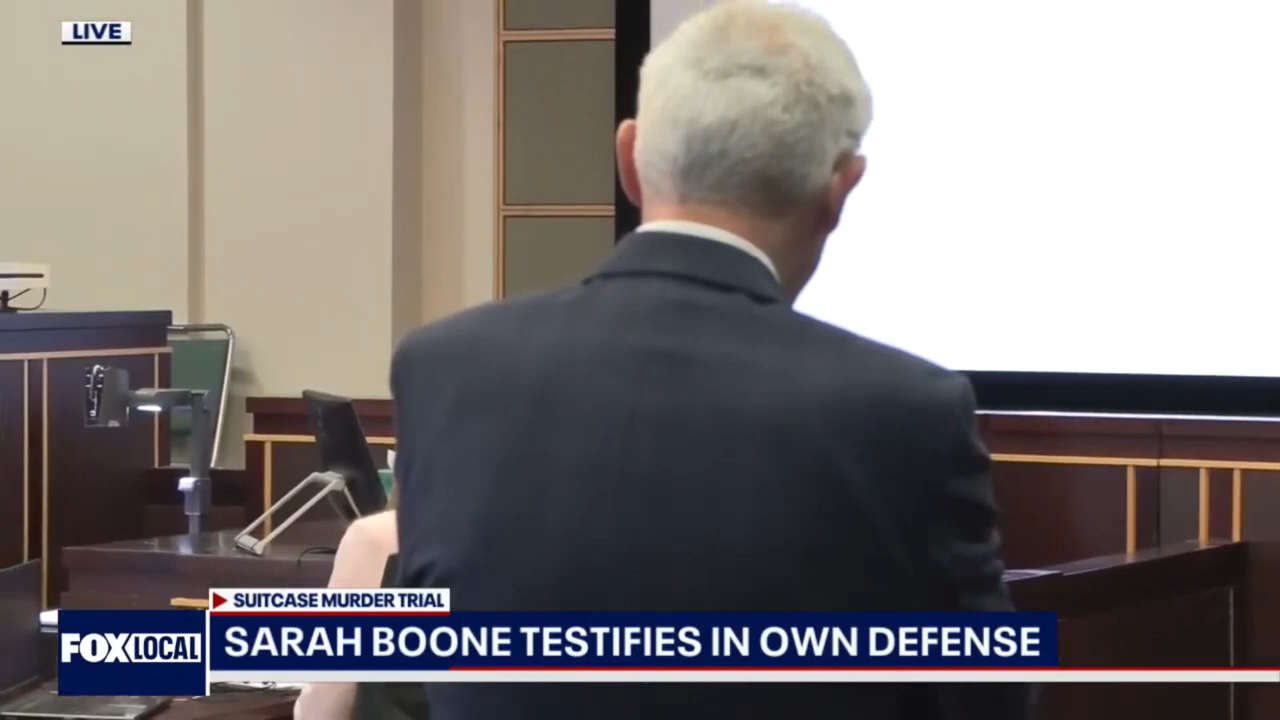 LIVE
SUITCASE MURDER TRIAL
FOX LOCAL
SARAH BOONE TESTIFIES IN OWN DEFENSE